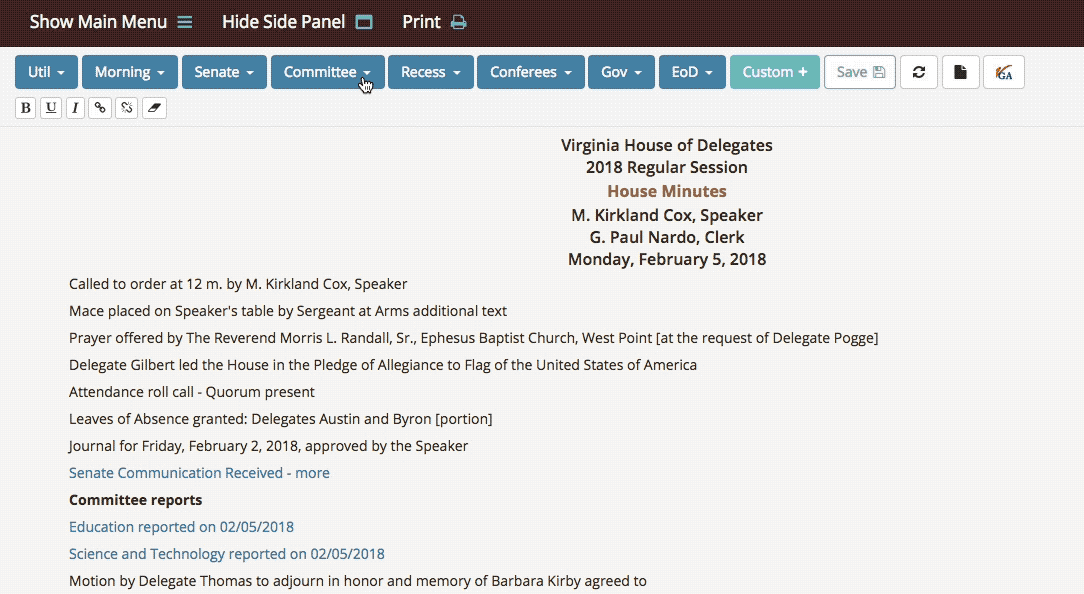 Show Main Menu Hide Side Panel Print
Util Morning Senate Committee Recess Conferees Gov EoD Custom + Save GA
B U I
Virginia House of Delegates
2018 Regular Session
House Minutes
M. Kirkland Cox, Speaker
G. Paul Nardo, Clerk
Monday, February 5, 2018
Called to order at 12 m. by M. Kirkland Cox, Speaker
Mace placed on Speaker's table by Sergeant at Arms additional text
Prayer offered by The Reverend Morris L. Randall, Sr., Ephesus Baptist Church, West Point [at the request of Delegate Pogge]
Delegate Gilbert led the House in the Pledge of Allegiance to Flag of the United States of America
Attendance roll call - Quorum present
Leaves of Absence granted: Delegates Austin and Byron [portion]
Journal for Friday, February 2, 2018, approved by the Speaker
Senate Communication Received - more
Committee reports
Education reported on 02/05/2018
Science and Technology reported on 02/05/2018
Motion by Delegate Thomas to adjourn in honor and memory of Barbara Kirby agreed to